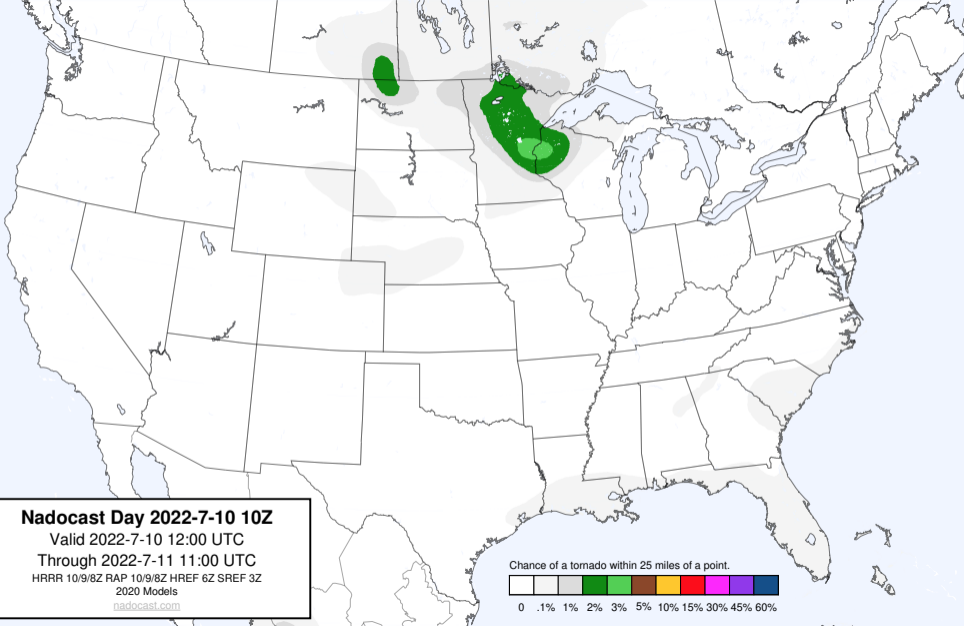 Nadocast Day 2022-7-10 10Z
Valid 2022-7-10 12:00 UTC
Through 2022-7-11 11:00 UTC
HRRR 10/9/8Z RAP 10/9/8Z HREF 6Z SREF 3Z
2020 Models
nadocast.com
Chance of a tornado within 25 miles of a point.
0 .1% 1% 2% 3% 5% 10% 15% 30% 45% 60%